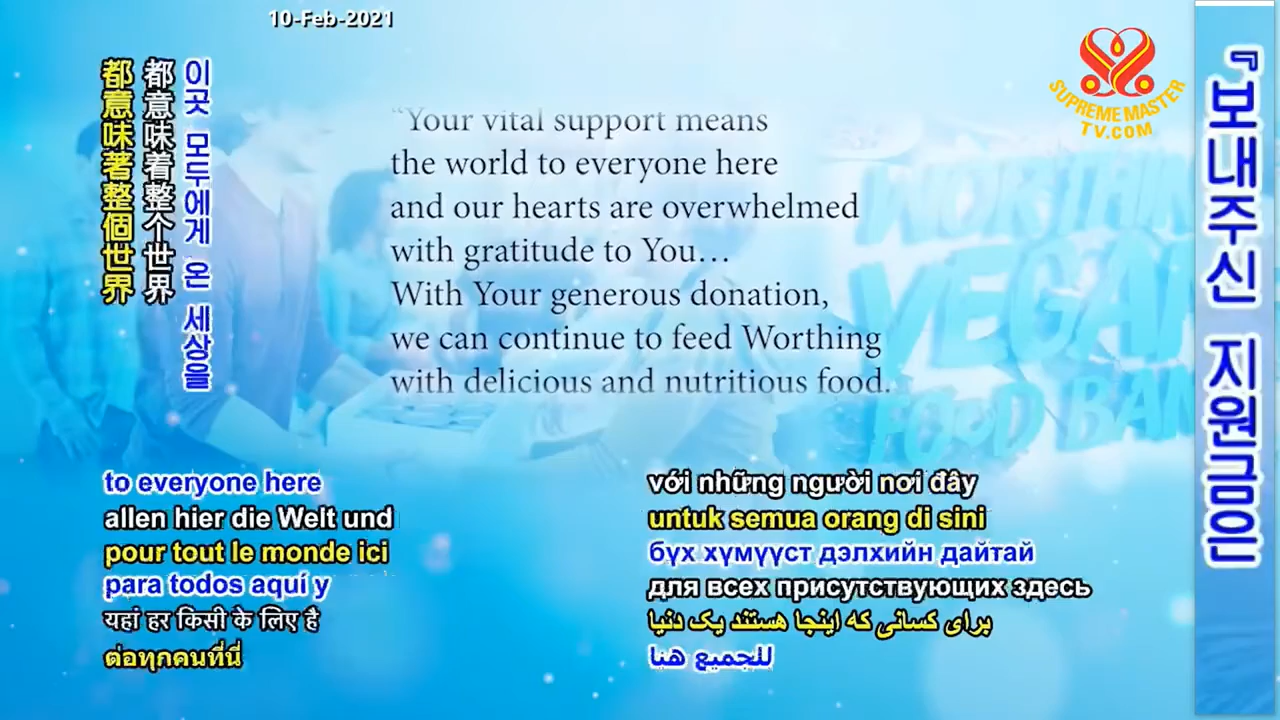 10-Feb-2021
SUPREME MASTER
TV.COM
『보내주신 지원금은
이곳 모두에게 온 세상을
都意味着整个世界
都意味著整個世界
“Your vital support means
the world to everyone here
and our hearts are overwhelmed
with gratitude to You…
With Your generous donation,
we can continue to feed Worthing
with delicious and nutritious food.
WORTHIN
VEGAN
FOOD BAN
to everyone here
allen hier die Welt und
pour tout le monde ici
para todos aquí y
यहां हर किसी के लिए है
ต่อทุกคนที่นี่
với những người nơi đây
untuk semua orang di sini
бүх хүмүүст дэлхийн дайтай
для всех присутствующих здесь
برای کسانی که اینجا هستند یک دنیا
للجميع هنا